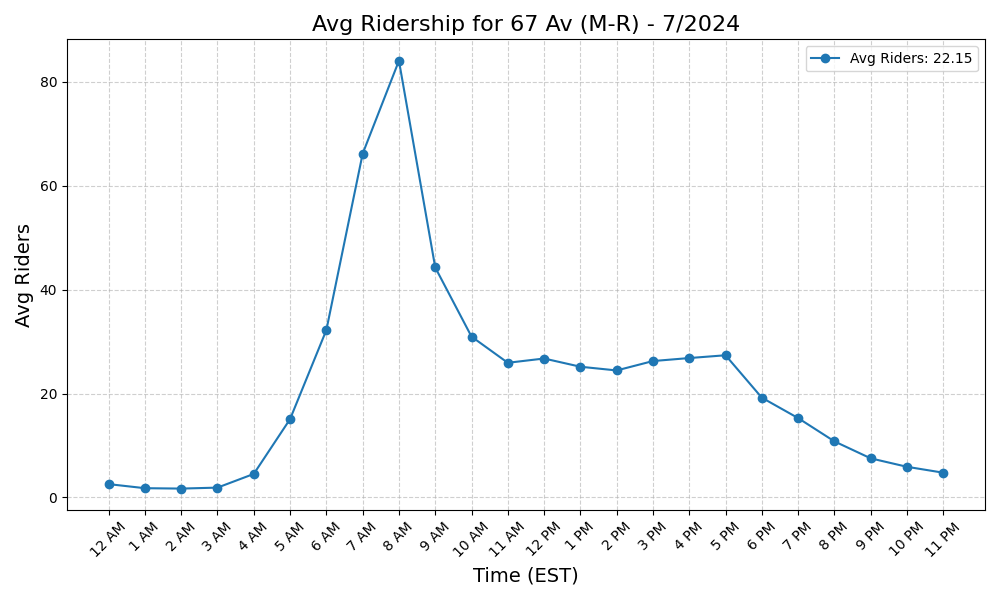 Avg Ridership for 67 Av (M-R) - 7/2024
Avg Riders: 22.15
Avg Riders
80
60
40
20
0
12 AM
1 AM
2 AM
3 AM
4 AM
5 AM
6 AM
7 AM
8 AM
9 AM
10 AM
11 AM
12 PM
1 PM
2 PM
3 PM
4 PM
5 PM
6 PM
7 PM
8 PM
9 PM
10 PM
11 PM
Time (EST)